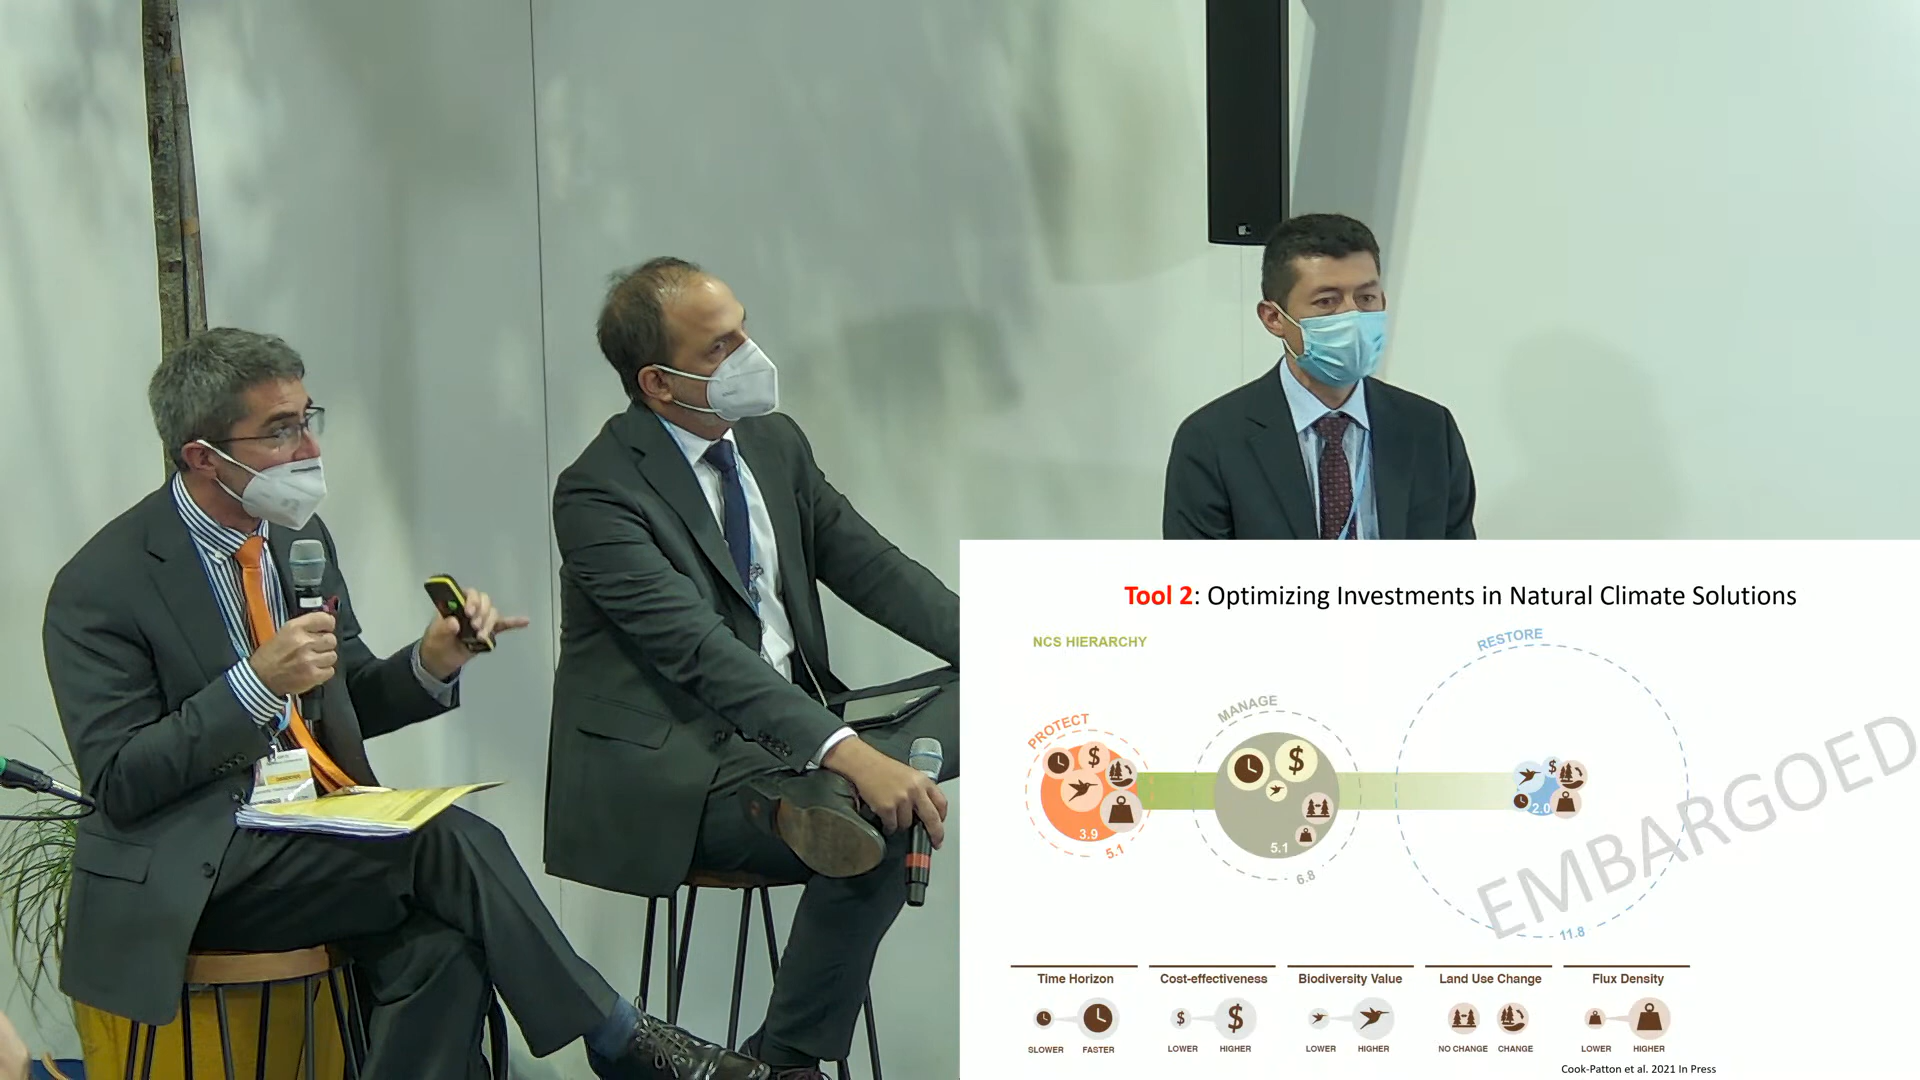 Tool 2: Optimizing Investments in Natural Climate Solutions
NCS HIERARCHY
PROTECT
3.9
5.1
MANAGE
5.1
6.8
RESTORE
2.0
11.8
EMBARGOED
Time Horizon
SLOWER FASTER
Cost-effectiveness
LOWER HIGHER
Biodiversity Value
LOWER HIGHER
Land Use Change
NO CHANGE CHANGE
Flux Density
LOWER HIGHER
Cook-Patton et al. 2021 In Press